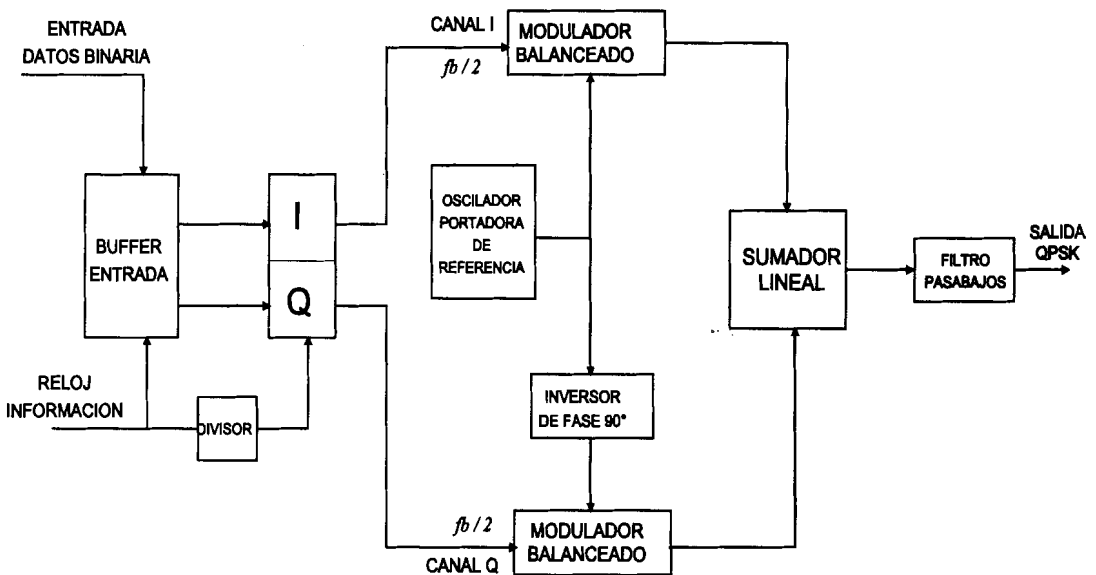 ENTRADA
DATOS BINARIA
CANAL I
fb / 2
MODULADOR
BALANCEADO
BUFFER
ENTRADA
I
Q
OSCILADOR
PORTADORA
DE
REFERENCIA
SUMADOR
LINEAL
FILTRO
PASABAJOS
SALIDA
QPSK
RELOJ
INFORMACION
DIVISOR
INVERSOR
DE FASE 90°
fb / 2
CANAL Q
MODULADOR
BALANCEADO